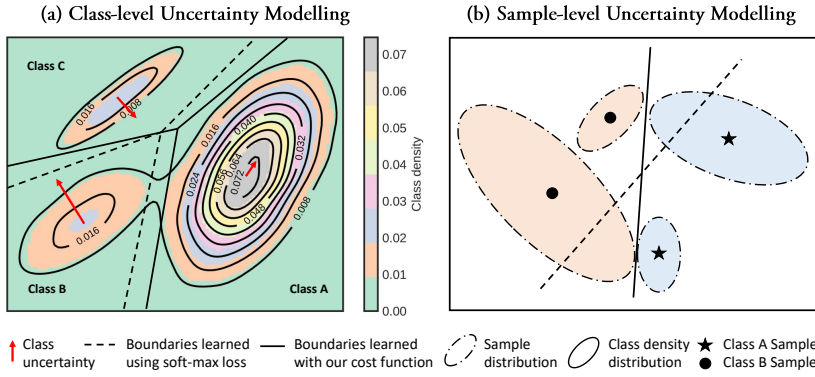 (a) Class-level Uncertainty Modelling
(b) Sample-level Uncertainty Modelling
Class C
0.016
0.008
0.016
0.040
0.032
0.024
0.056
0.064
0.072
0.048
0.008
0.016
Class B
Class A
0.07
0.06
0.05
0.04
0.03
0.02
0.01
0.00
Class density
Class uncertainty
Boundaries learned using soft-max loss
Boundaries learned with our cost function
Sample distribution
Class density distribution
Class A Sample
Class B Sample